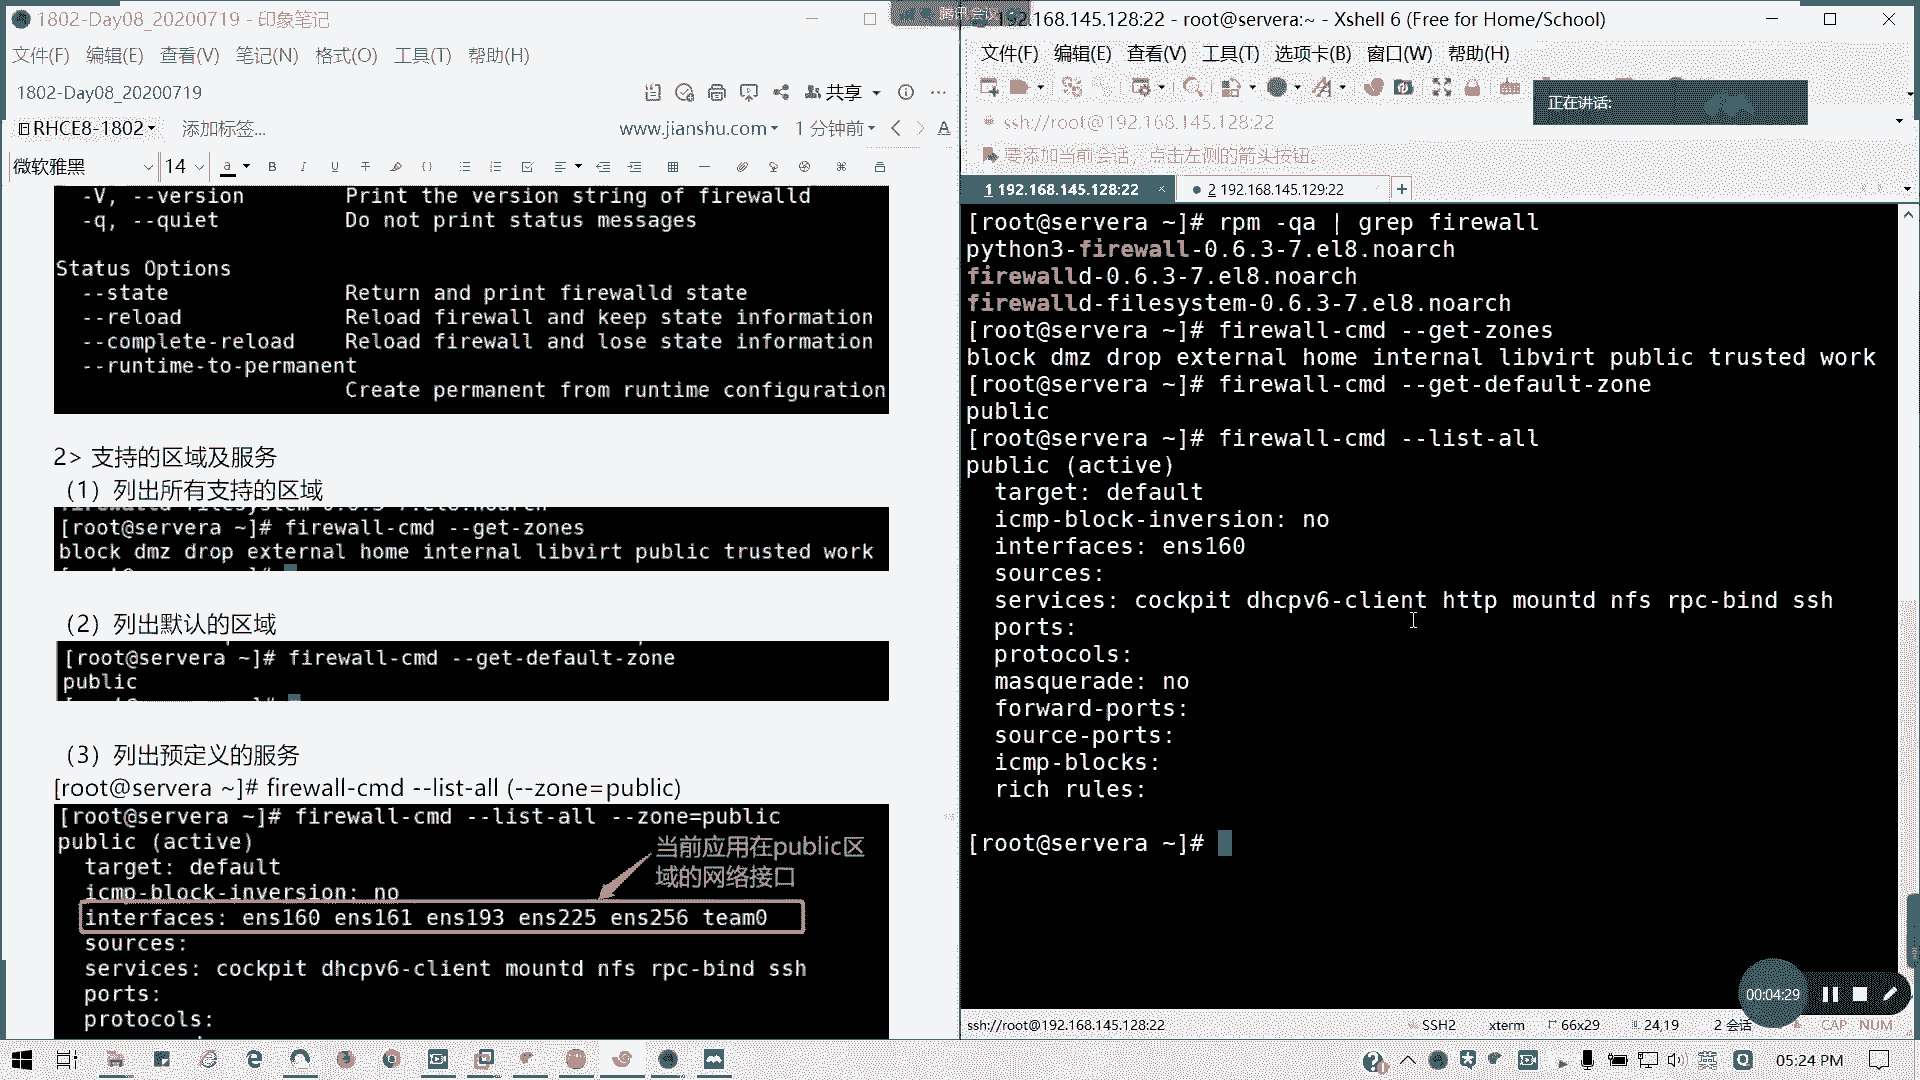 1802-Day08_20200719 - 印象笔记
文件(F) 编辑(E) 查看(V) 笔记(N) 格式(O) 工具(T) 帮助(H)
1802-Day08_20200719
共享
RHCE8-1802
添加标签...
www.jianshu.com
1 分钟前
微软雅黑
14
-V, --version Print the version string of firewalld
-q, --quiet Do not print status messages
Status Options
--state Return and print firewalld state
--reload Reload firewall and keep state information
--complete-reload Reload firewall and lose state information
--runtime-to-permanent
Create permanent from runtime configuration
2> 支持的区域及服务
（1）列出所有支持的区域
[root@servera ~]# firewall-cmd --get-zones
block dmz drop external home internal libvirt public trusted work
（2）列出默认的区域
[root@servera ~]# firewall-cmd --get-default-zone
public
（3）列出预定义的服务
[root@servera ~]# firewall-cmd --list-all (--zone=public)
[root@servera ~]# firewall-cmd --list-all --zone=public
public (active)
当前应用在public区
域的网络接口
target: default
icmp-block-inversion: no
interfaces: ens160 ens161 ens193 ens225 ens256 team0
sources:
services: cockpit dhcpv6-client mountd nfs rpc-bind ssh
ports:
protocols:
腾讯会议
192.168.145.128:22 - root@servera:~ - Xshell 6 (Free for Home/School)
文件(F) 编辑(E) 查看(V) 工具(T) 选项卡(B) 窗口(W) 帮助(H)
正在讲话:
ssh://root@192.168.145.128:22
要添加当前会话，点击左侧的箭头按钮。
1 192.168.145.128:22
2 192.168.145.129:22
[root@servera ~]# rpm -qa | grep firewall
python3-firewall-0.6.3-7.el8.noarch
firewalld-0.6.3-7.el8.noarch
firewalld-filesystem-0.6.3-7.el8.noarch
[root@servera ~]# firewall-cmd --get-zones
block dmz drop external home internal libvirt public trusted work
[root@servera ~]# firewall-cmd --get-default-zone
public
[root@servera ~]# firewall-cmd --list-all
public (active)
target: default
icmp-block-inversion: no
interfaces: ens160
sources:
services: cockpit dhcpv6-client http mountd nfs rpc-bind ssh
ports:
protocols:
masquerade: no
forward-ports:
source-ports:
icmp-blocks:
rich rules:
[root@servera ~]#
00:04:29
ssh://root@192.168.145.128:22
SSH2
xterm
66x29
24,19
2 会话
CAP NUM
英
05:24 PM